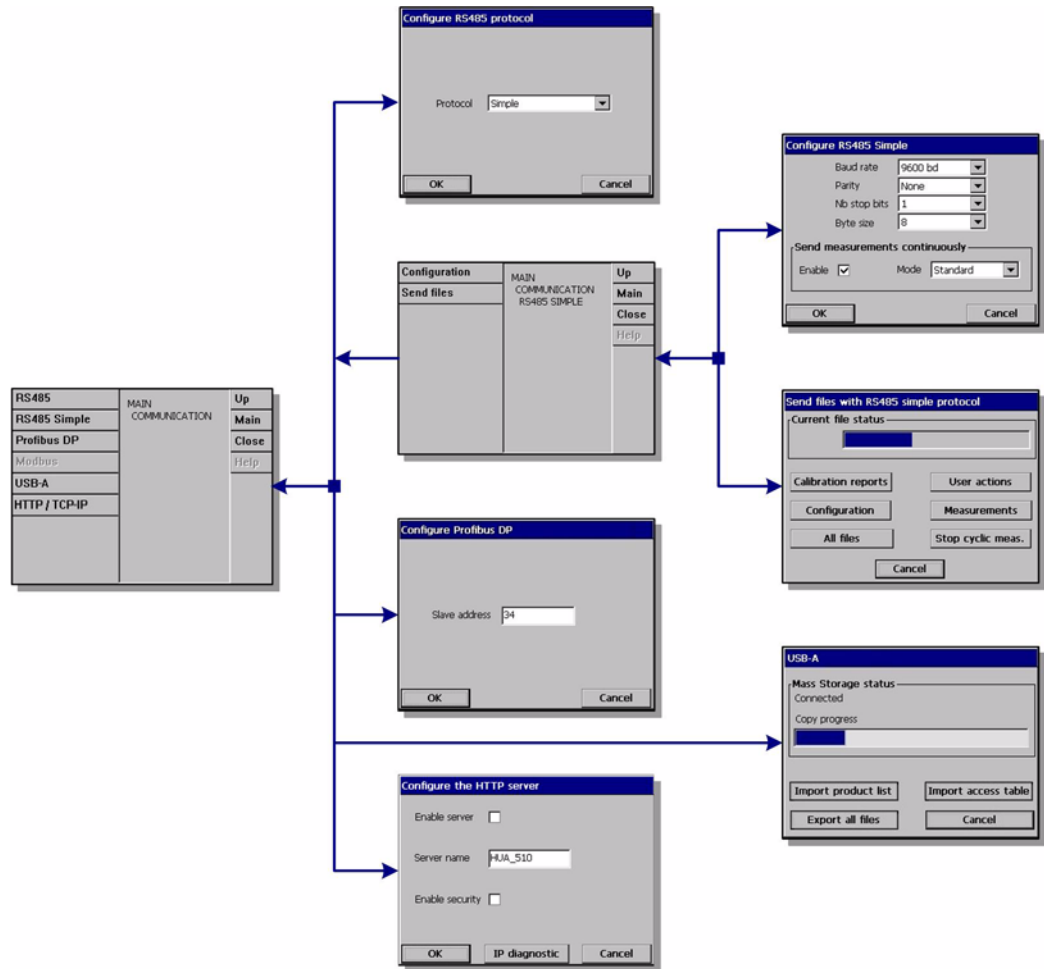 Configure RS485 protocol
Protocol Simple
OK Cancel
Configure RS485 Simple
Baud rate 9600 bd
Parity None
Nb stop bits 1
Byte size 8
Send measurements continuously
Enable Mode Standard
OK Cancel
Configuration
Send files
MAIN
COMMUNICATION
RS485 SIMPLE
Up
Main
Close
Help
RS485
RS485 Simple
Profibus DP
Modbus
USB-A
HTTP / TCP-IP
MAIN
COMMUNICATION
Up
Main
Close
Help
Send files with RS485 simple protocol
Current file status
Calibration reports User actions
Configuration Measurements
All files Stop cyclic meas.
Cancel
Configure Profibus DP
Slave address 34
OK Cancel
USB-A
Mass Storage status
Connected
Copy progress
Import product list Import access table
Export all files Cancel
Configure the HTTP server
Enable server
Server name HUA_510
Enable security
OK IP diagnostic Cancel